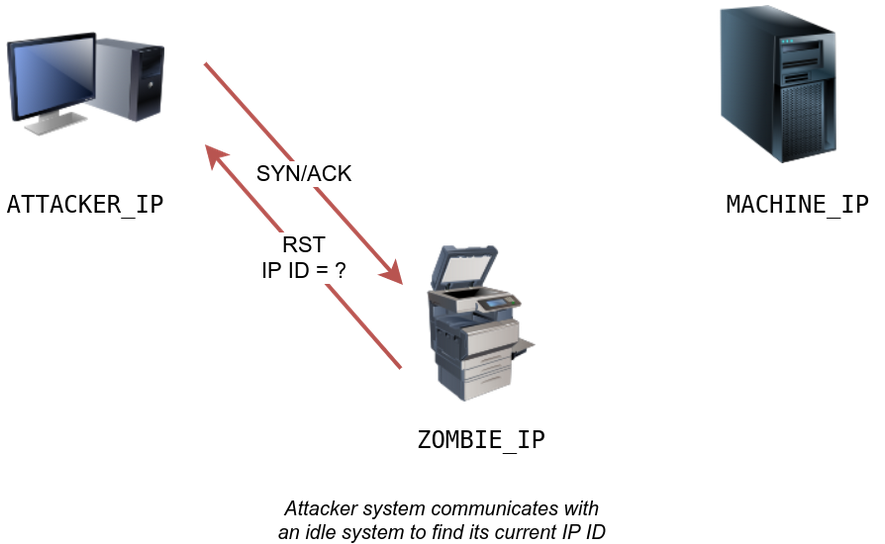 ATTACKER_IP
MACHINE_IP
SYN/ACK
RST
IP ID = ?
ZOMBIE_IP
Attacker system communicates with
an idle system to find its current IP ID